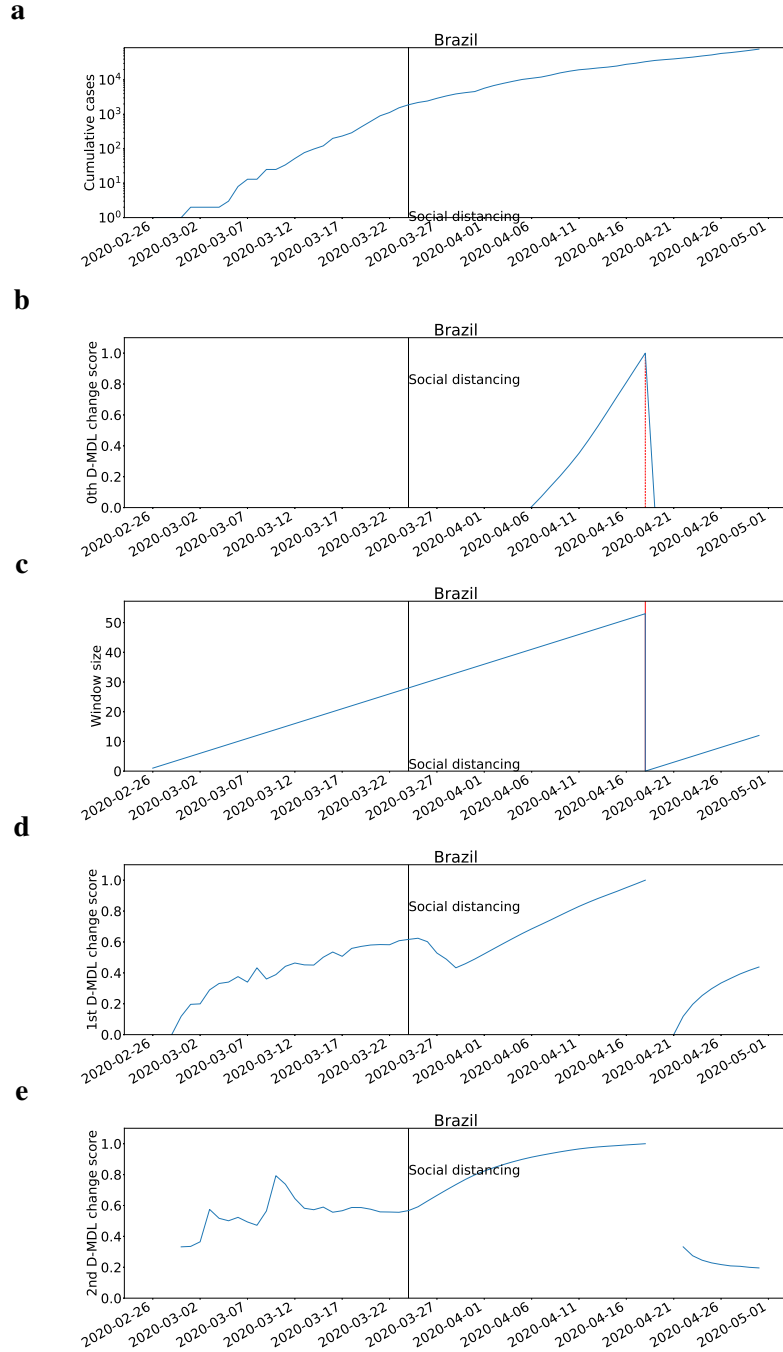 a
Brazil
Cumulative cases
10^4
10^3
10^2
10^1
10^0
Social distancing
2020-02-26 2020-03-02 2020-03-07 2020-03-12 2020-03-17 2020-03-22 2020-03-27 2020-04-01 2020-04-06 2020-04-11 2020-04-16 2020-04-21 2020-04-26 2020-05-01
b
Brazil
0th D-MDL change score
1.0
0.8
0.6
0.4
0.2
0.0
Social distancing
2020-02-26 2020-03-02 2020-03-07 2020-03-12 2020-03-17 2020-03-22 2020-03-27 2020-04-01 2020-04-06 2020-04-11 2020-04-16 2020-04-21 2020-04-26 2020-05-01
c
Brazil
Window size
50
40
30
20
10
0
Social distancing
2020-02-26 2020-03-02 2020-03-07 2020-03-12 2020-03-17 2020-03-22 2020-03-27 2020-04-01 2020-04-06 2020-04-11 2020-04-16 2020-04-21 2020-04-26 2020-05-01
d
Brazil
1st D-MDL change score
1.0
0.8
0.6
0.4
0.2
0.0
Social distancing
2020-02-26 2020-03-02 2020-03-07 2020-03-12 2020-03-17 2020-03-22 2020-03-27 2020-04-01 2020-04-06 2020-04-11 2020-04-16 2020-04-21 2020-04-26 2020-05-01
e
Brazil
2nd D-MDL change score
1.0
0.8
0.6
0.4
0.2
0.0
Social distancing
2020-02-26 2020-03-02 2020-03-07 2020-03-12 2020-03-17 2020-03-22 2020-03-27 2020-04-01 2020-04-06 2020-04-11 2020-04-16 2020-04-21 2020-04-26 2020-05-01